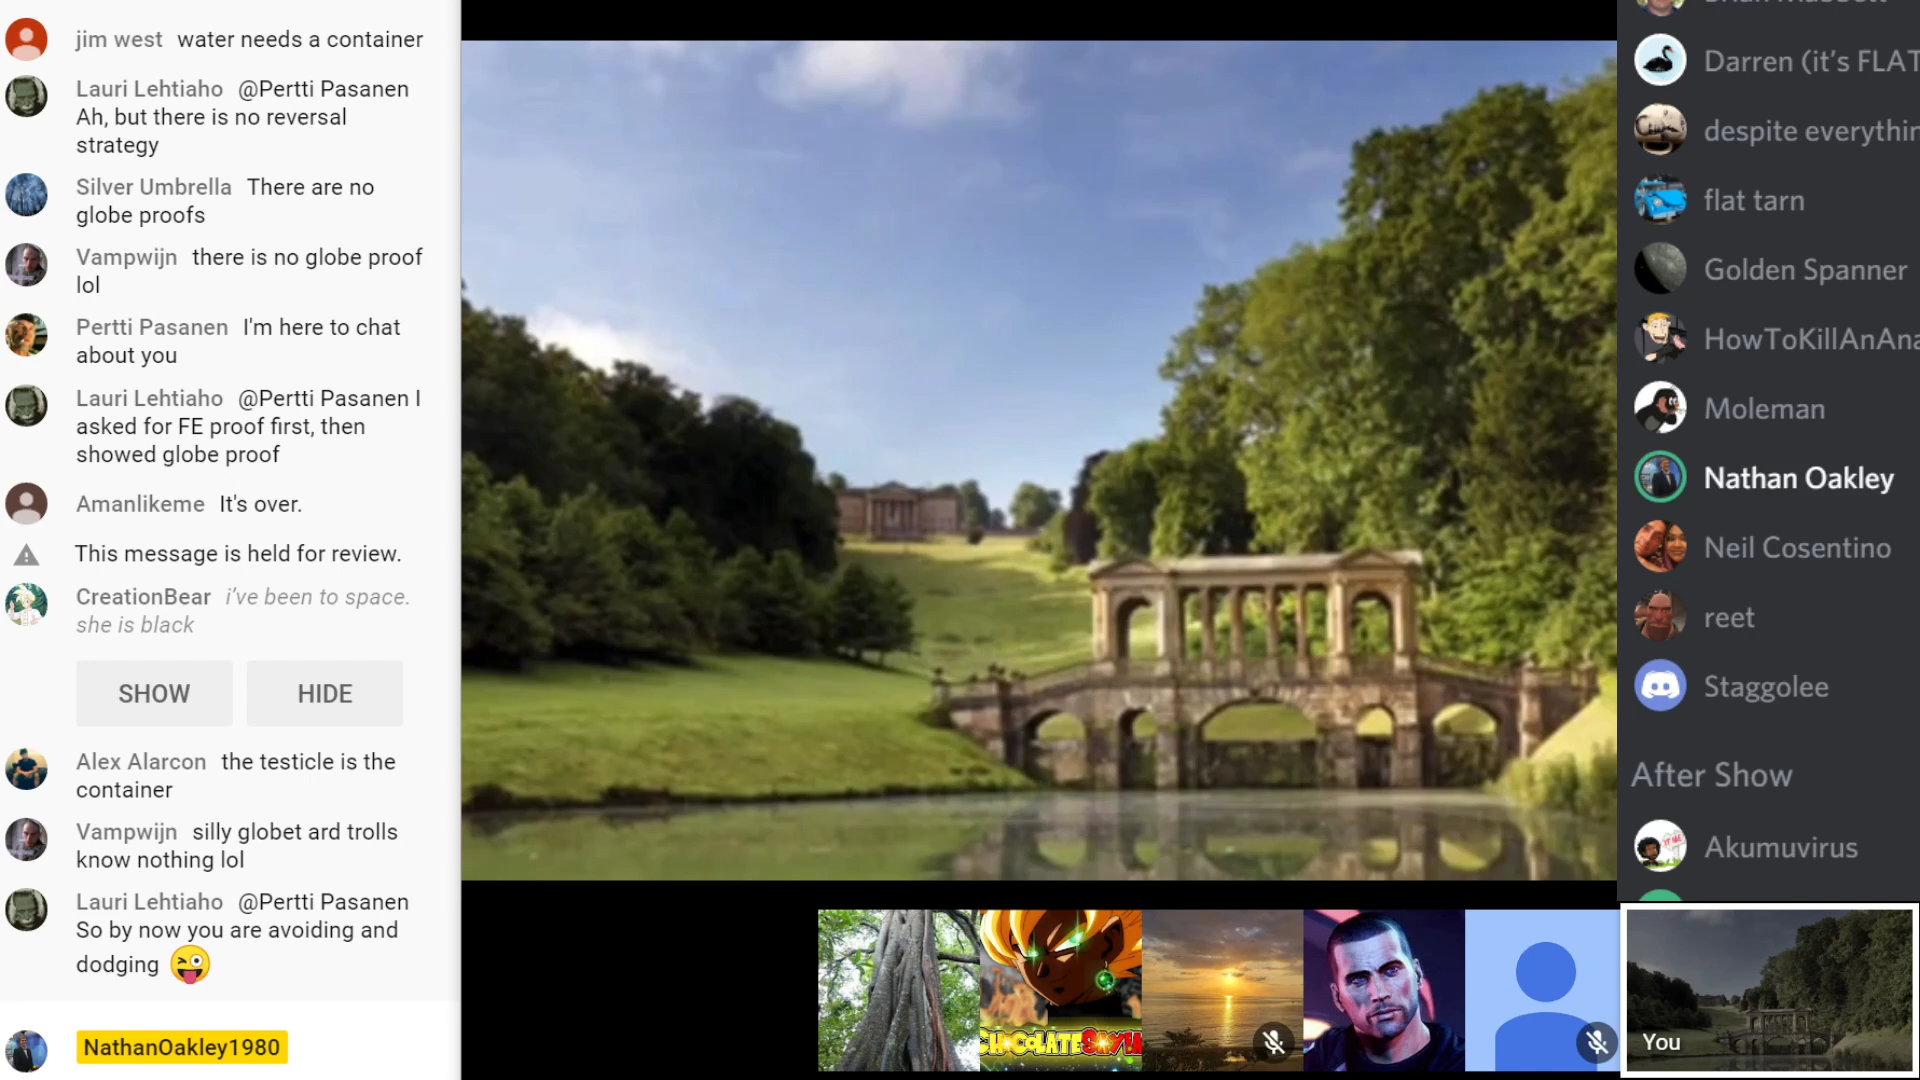 jim west water needs a container
Lauri Lehtiaho @Pertti Pasanen
Ah, but there is no reversal
strategy
Silver Umbrella There are no
globe proofs
Vampwijn there is no globe proof
lol
Pertti Pasanen I'm here to chat
about you
Lauri Lehtiaho @Pertti Pasanen I
asked for FE proof first, then
showed globe proof
Amanlikeme It's over.
This message is held for review.
CreationBear i've been to space.
she is black
SHOW HIDE
Alex Alarcon the testicle is the
container
Vampwijn silly globet ard trolls
know nothing lol
Lauri Lehtiaho @Pertti Pasanen
So by now you are avoiding and
dodging
NathanOakley1980
Darren (it's FLAT
despite everythin
flat tarn
Golden Spanner
HowToKillAnAna
Moleman
Nathan Oakley
Neil Cosentino
reet
Staggolee
After Show
Akumuvirus
You